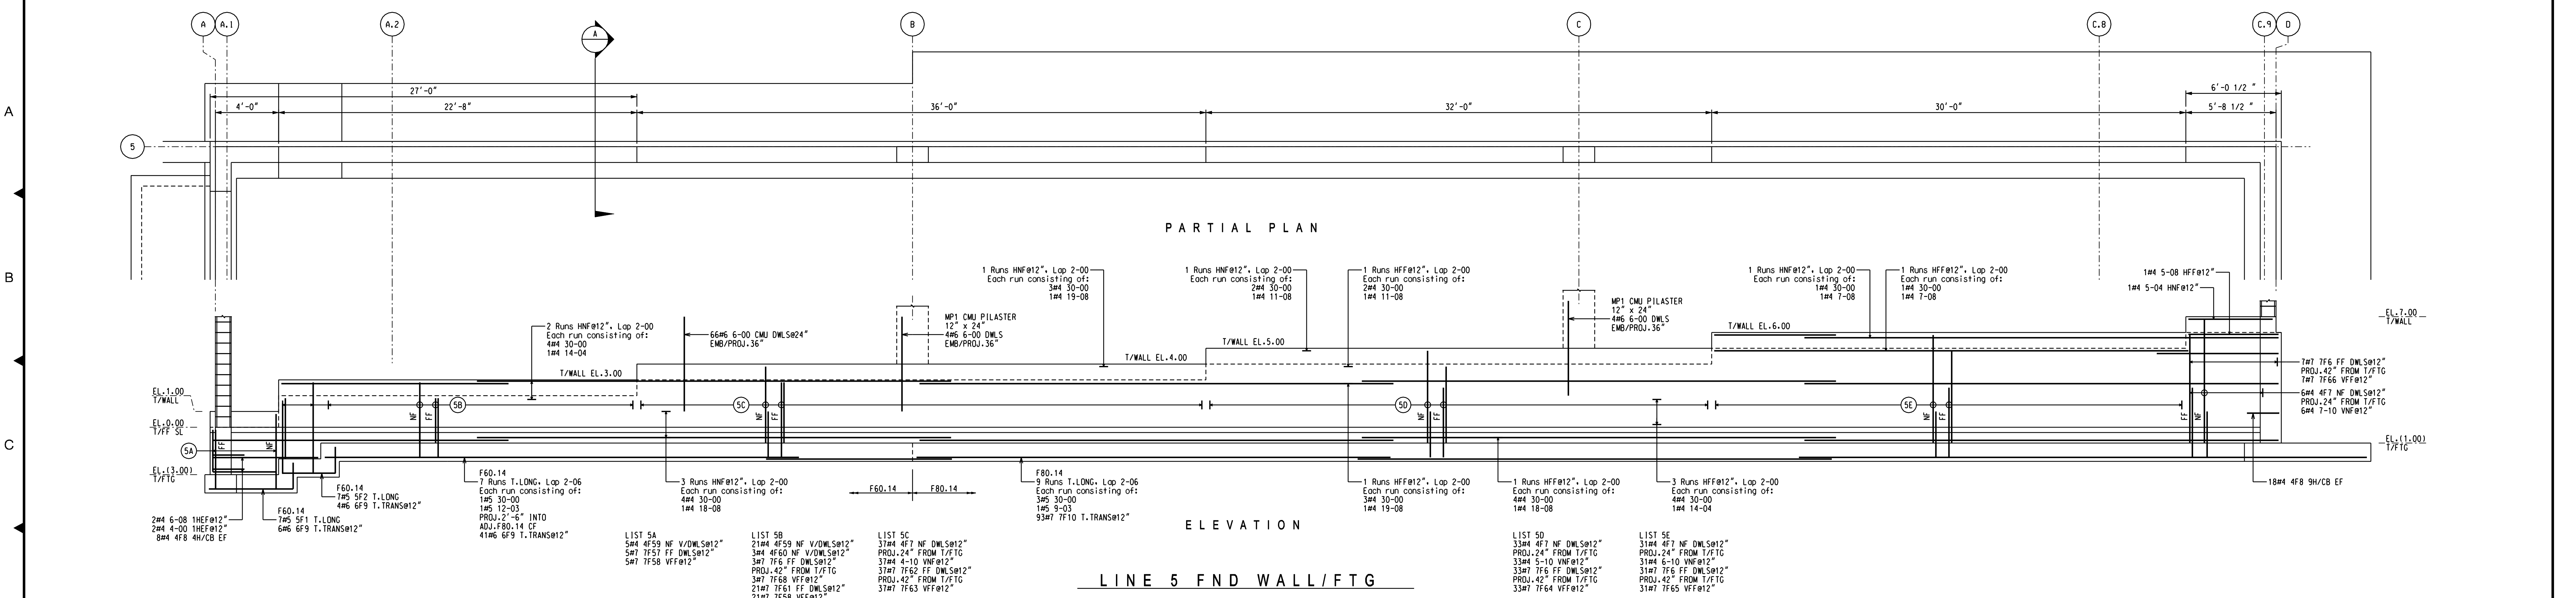 A A.1 A.2 A B C C.8 C.9 D
27'-0"
6'-0 1/2 "
4'-0" 22'-8" 36'-0" 32'-0" 30'-0" 5'-8 1/2 "
A
5
PARTIAL PLAN
B
1 Runs HNF@12", Lap 2-00
Each run consisting of:
3#4 30-00
1#4 19-08
1 Runs HNF@12", Lap 2-00
Each run consisting of:
2#4 30-00
1#4 11-08
1 Runs HFF@12", Lap 2-00
Each run consisting of:
2#4 30-00
1#4 11-08
1 Runs HNF@12", Lap 2-00
Each run consisting of:
1#4 30-00
1#4 7-08
1 Runs HFF@12", Lap 2-00
Each run consisting of:
1#4 30-00
1#4 7-08
1#4 5-08 HFF@12"
1#4 5-04 HNF@12"
2 Runs HNF@12", Lap 2-00
Each run consisting of:
4#4 30-00
1#4 14-04
66#6 6-00 CMU DWLS@24"
EMB/PROJ.36"
MP1 CMU PILASTER
12" x 24"
4#6 6-00 DWLS
EMB/PROJ.36"
MP1 CMU PILASTER
12" x 24"
4#6 6-00 DWLS
EMB/PROJ.36"
EL.7.00
T/WALL
T/WALL EL.3.00
T/WALL EL.4.00
T/WALL EL.5.00
T/WALL EL.6.00
7#7 7F6 FF DWLS@12"
PROJ.42" FROM T/FTG
7#7 7F66 VFF@12"
6#4 4F7 NF DWLS@12"
PROJ.24" FROM T/FTG
6#4 7-10 VNF@12"
EL.1.00
T/WALL
EL.0.00
T/FF SL
EL.(3.00)
T/FTG
EL.(1.00)
T/FTG
C
5A
FF NF
NF FF 5B
5C NF FF
5D NF FF
5E NF FF
FF NF
F60.14
7#5 5F2 T.LONG
4#6 6F9 T.TRANS@12"
F60.14
7#5 5F1 T.LONG
6#6 6F9 T.TRANS@12"
2#4 6-08 1HEF@12"
2#4 4-00 1HEF@12"
8#4 4F8 4H/CB EF
F60.14
7 Runs T.LONG, Lap 2-06
Each run consisting of:
1#5 30-00
1#5 12-03
PROJ.2'-6" INTO
ADJ.F80.14 CF
41#6 6F9 T.TRANS@12"
3 Runs HNF@12", Lap 2-00
Each run consisting of:
4#4 30-00
1#4 18-08
F60.14 F80.14
F80.14
9 Runs T.LONG, Lap 2-06
Each run consisting of:
3#5 30-00
1#5 9-03
93#7 7F10 T.TRANS@12"
1 Runs HFF@12", Lap 2-00
Each run consisting of:
3#4 30-00
1#4 19-08
1 Runs HFF@12", Lap 2-00
Each run consisting of:
4#4 30-00
1#4 18-08
3 Runs HFF@12", Lap 2-00
Each run consisting of:
4#4 30-00
1#4 14-04
18#4 4F8 9H/CB EF
ELEVATION
LIST 5A
5#4 4F59 NF V/DWLS@12"
5#7 7F57 FF DWLS@12"
5#7 7F58 VFF@12"
LIST 5B
21#4 4F59 NF V/DWLS@12"
3#4 4F60 NF V/DWLS@12"
3#7 7F6 FF DWLS@12"
PROJ.42" FROM T/FTG
3#7 7F68 VFF@12"
21#7 7F61 FF DWLS@12"
21#7 7F58 VFF@12"
LIST 5C
37#4 4F7 NF DWLS@12"
PROJ.24" FROM T/FTG
37#4 4-10 VNF@12"
37#7 7F62 FF DWLS@12"
PROJ.42" FROM T/FTG
37#7 7F63 VFF@12"
LIST 5D
33#4 4F7 NF DWLS@12"
PROJ.24" FROM T/FTG
33#4 5-10 VNF@12"
33#7 7F6 FF DWLS@12"
PROJ.42" FROM T/FTG
33#7 7F64 VFF@12"
LIST 5E
31#4 4F7 NF DWLS@12"
PROJ.24" FROM T/FTG
31#4 6-10 VNF@12"
31#7 7F6 FF DWLS@12"
PROJ.42" FROM T/FTG
31#7 7F65 VFF@12"
LINE 5 FND WALL/FTG